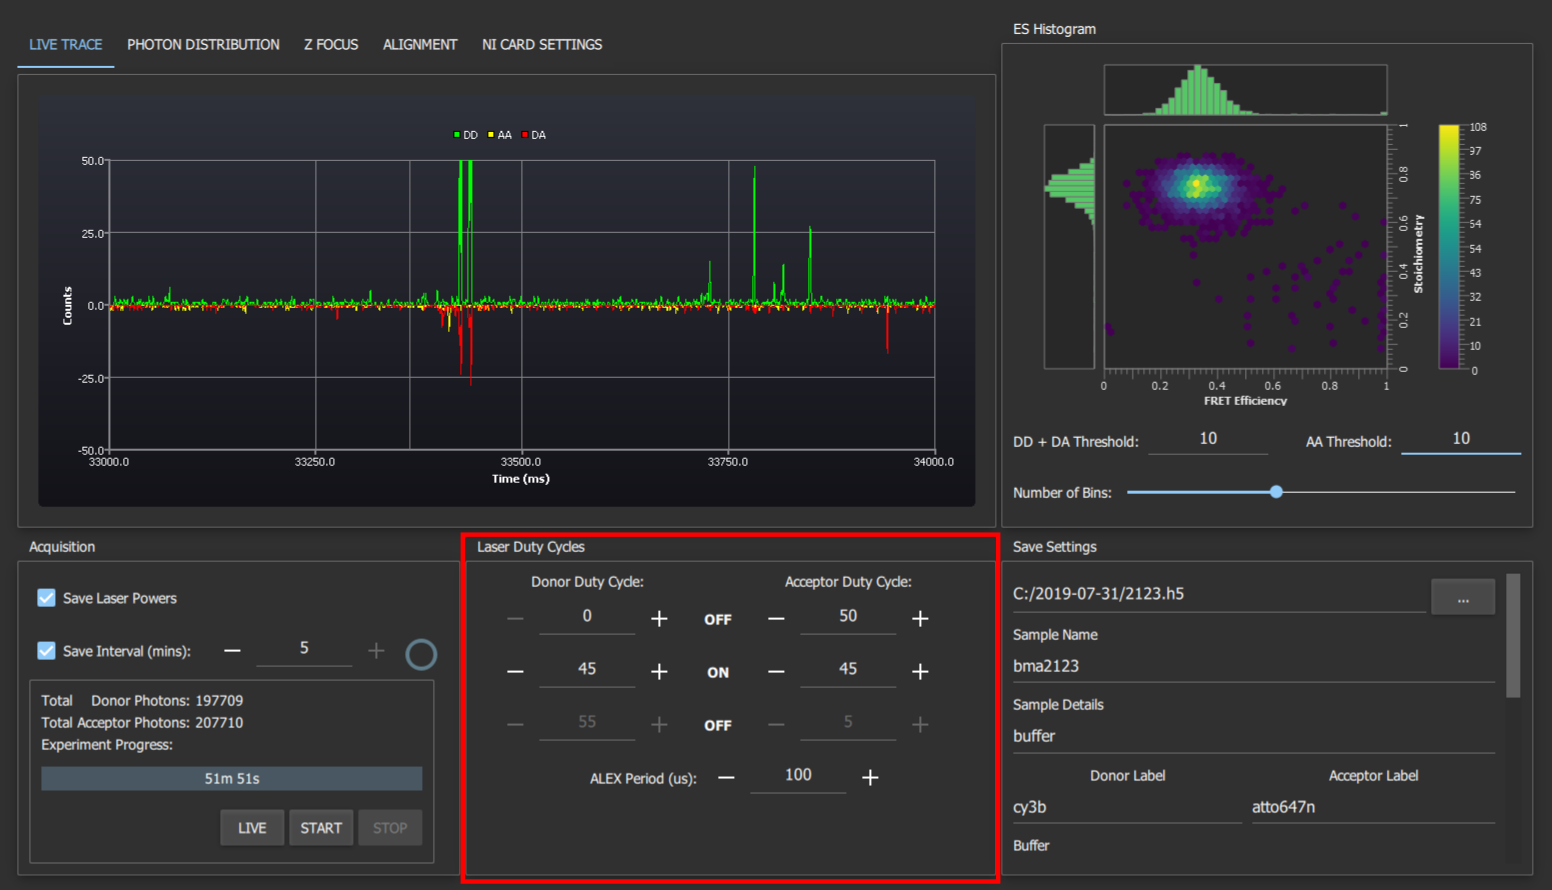 LIVE TRACE PHOTON DISTRIBUTION Z FOCUS ALIGNMENT NI CARD SETTINGS
DD AA DA
50.0
25.0
0.0
-25.0
-50.0
Counts
33000.0 33250.0 33500.0 33750.0 34000.0
Time (ms)
ES Histogram
1
0.8
0.6
0.4
0.2
0
Stoichiometry
108
97
36
75
54
54
43
32
21
10
0
0 0.2 0.4 0.6 0.8 1
FRET Efficiency
DD + DA Threshold: 10 AA Threshold: 10
Number of Bins:
Acquisition
Save Laser Powers
Save Interval (mins): 5
Total Donor Photons: 197709
Total Acceptor Photons: 207710
Experiment Progress:
51m 51s
LIVE START STOP
Laser Duty Cycles
Donor Duty Cycle: Acceptor Duty Cycle:
− 0 + OFF − 50 +
− 45 + ON − 45 +
− 55 + OFF − 5 +
ALEX Period (us): − 100 +
Save Settings
C:/2019-07-31/2123.h5 ...
Sample Name
bma2123
Sample Details
buffer
Donor Label Acceptor Label
cy3b atto647n
Buffer